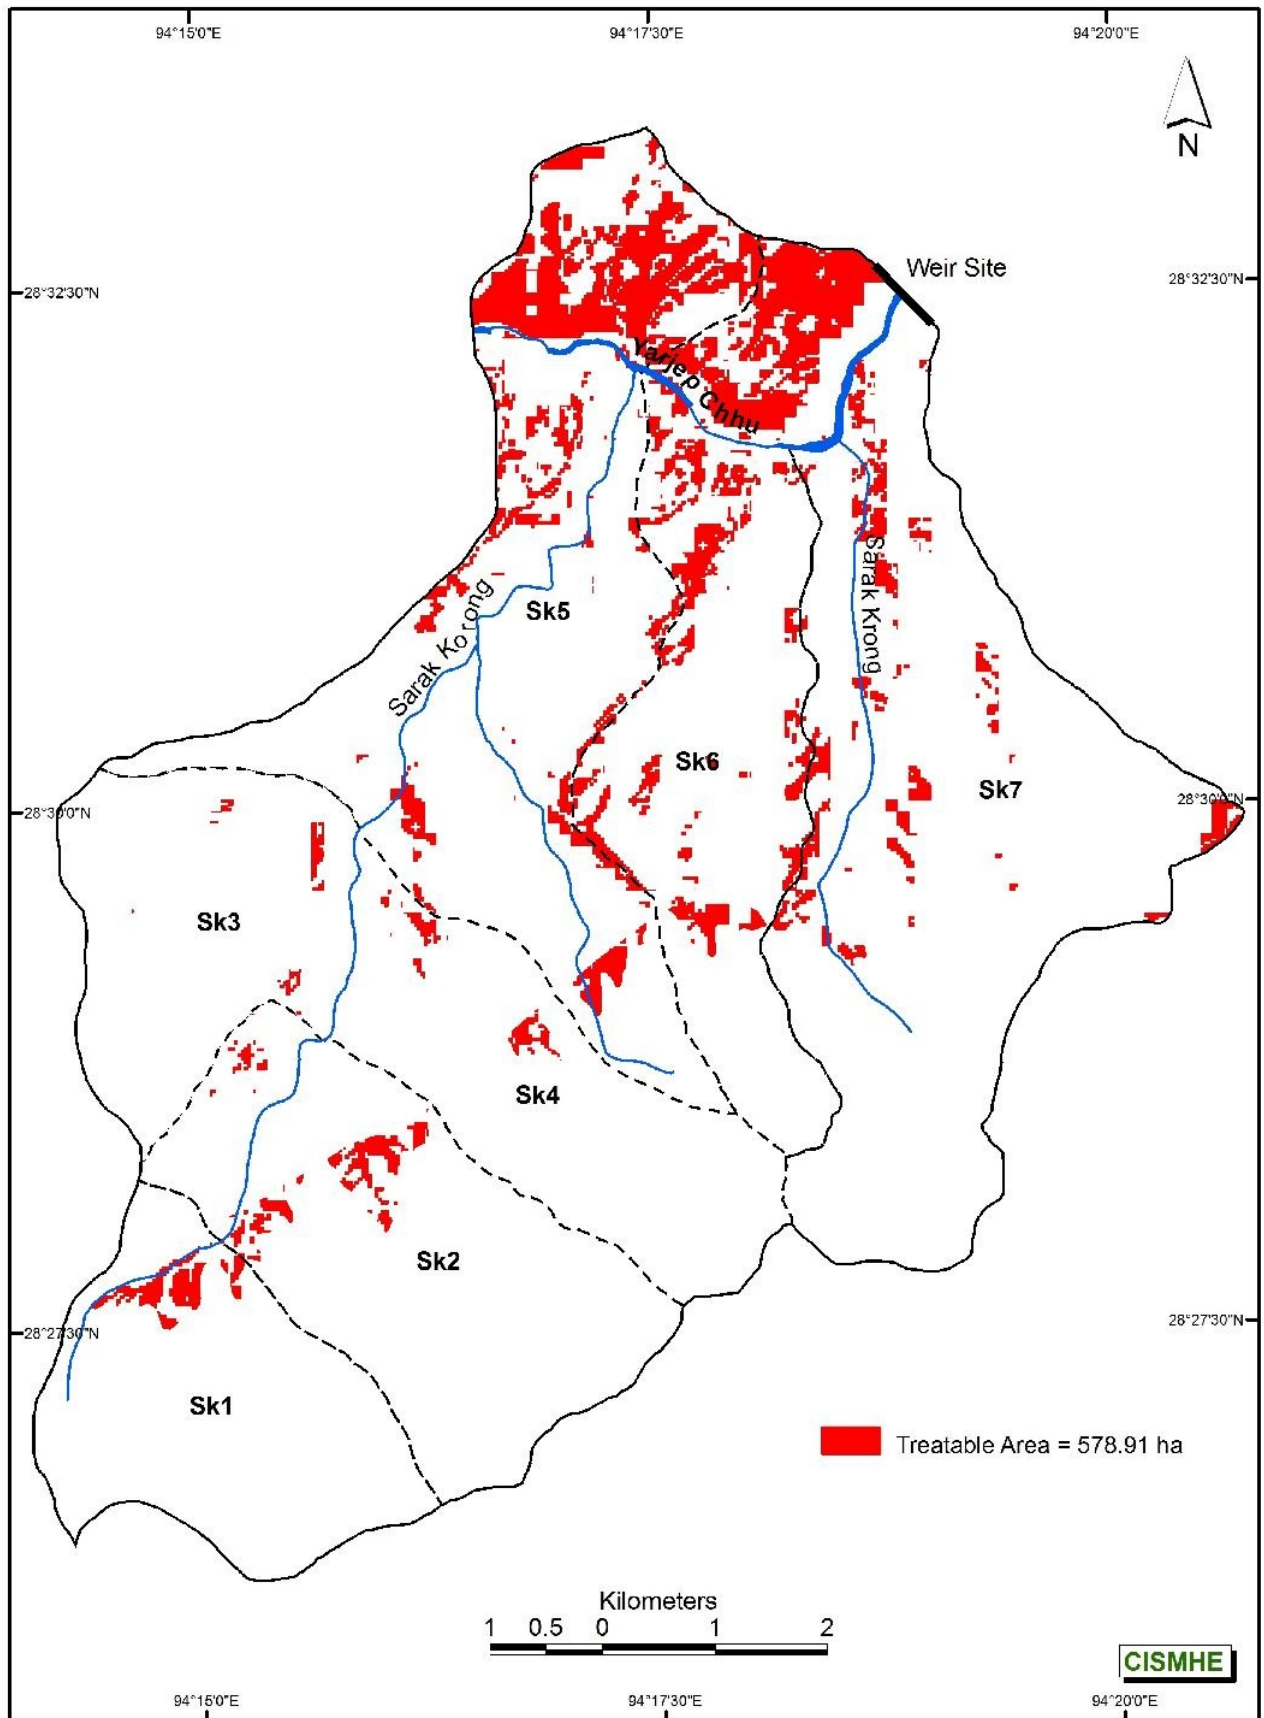 94°15'0"E 94°17'30"E 94°20'0"E
N
Weir Site
28°32'30"N 28°32'30"N
Yarjep Chhu
Sarak Korong
Sarak Krong
Sk5
Sk6
Sk7
28°30'0"N 28°30'0"N
Sk3
Sk4
Sk2
28°27'30"N 28°27'30"N
Sk1
Treatable Area = 578.91 ha
Kilometers
1 0.5 0 1 2
CISMHE
94°15'0"E 94°17'30"E 94°20'0"E